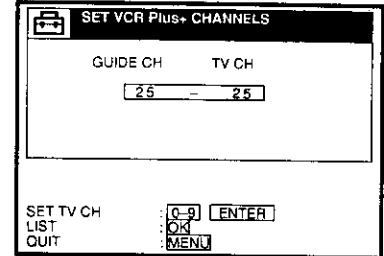 SET VCR Plus+ CHANNELS
GUIDE CH TV CH
25 – 25
SET TV CH : 0–9 ENTER
LIST : OK
QUIT : MENU